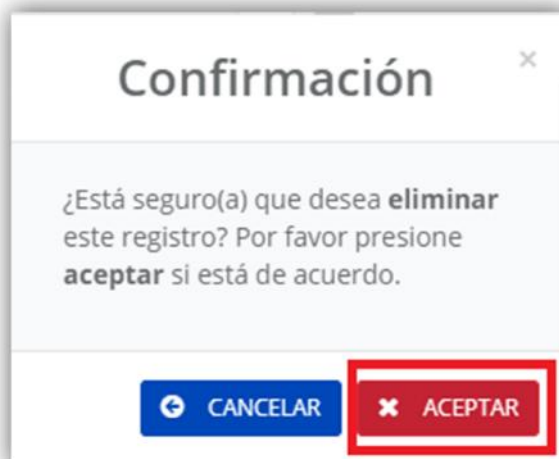 Confirmación
×
¿Está seguro(a) que desea eliminar
este registro? Por favor presione
aceptar si está de acuerdo.
CANCELAR
ACEPTAR